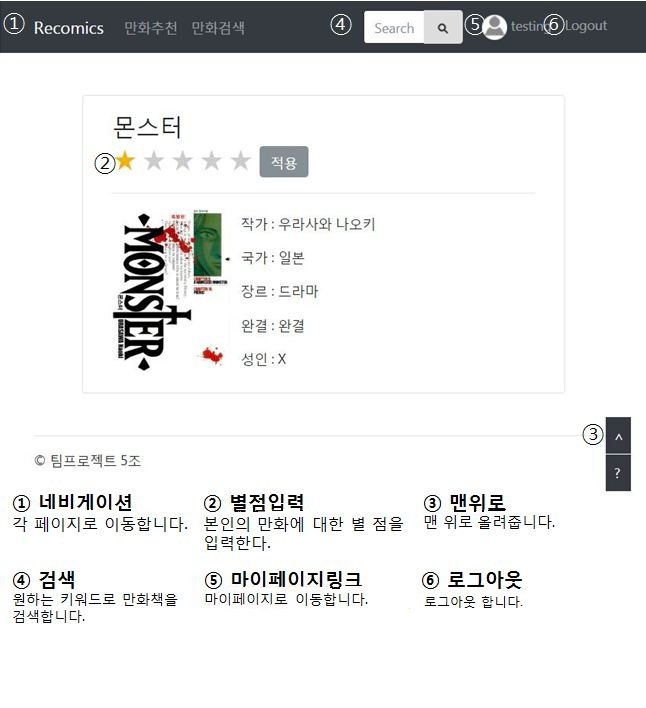 ① Recomics 만화추천 만화검색 ④ Search ⑤ testing ⑥ Logout
몬스터
② ★ ★ ★ ★ ★ 적용
작가 : 우라사와 나오키
국가 : 일본
장르 : 드라마
완결 : 완결
성인 : X
MONSTER
몬스터
URASAWA Naoki
③ ^
© 팀프로젝트 5조
?
① 네비게이션 ② 별점입력 ③ 맨위로
각 페이지로 이동합니다. 본인의 만화에 대한 별 점을 맨 위로 올려줍니다.
입력한다.
④ 검색 ⑤ 마이페이지링크 ⑥ 로그아웃
원하는 키워드로 만화책을 마이페이지로 이동합니다. 로그아웃 합니다.
검색합니다.